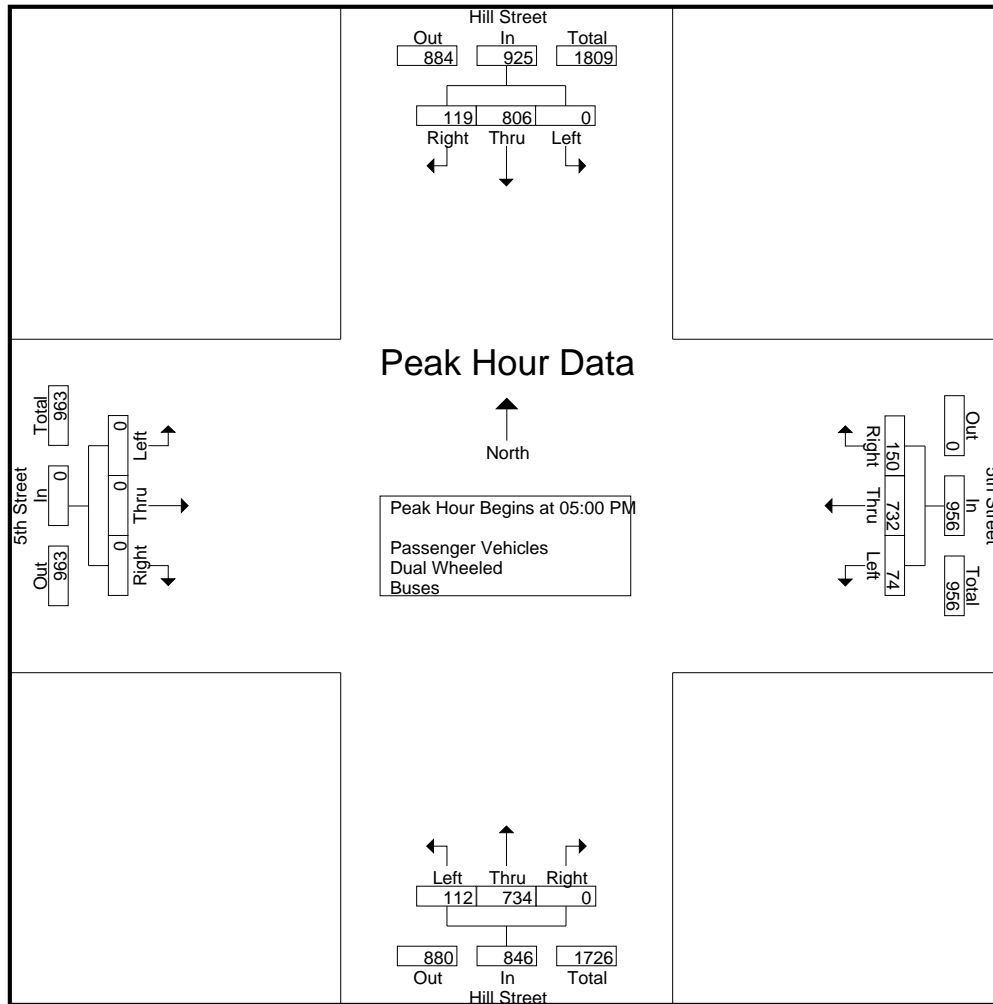 Hill Street
Out In Total
884 925 1809
119 806 0
Right Thru Left
Peak Hour Data
North
Peak Hour Begins at 05:00 PM
Passenger Vehicles
Dual Wheeled
Buses
5th Street
Out In Total
963 0 963
0 0 0
Right Thru Left
5th Street
Out In Total
0 956 956
150 732 74
Right Thru Left
Left Thru Right
112 734 0
880 846 1726
Out In Total
Hill Street